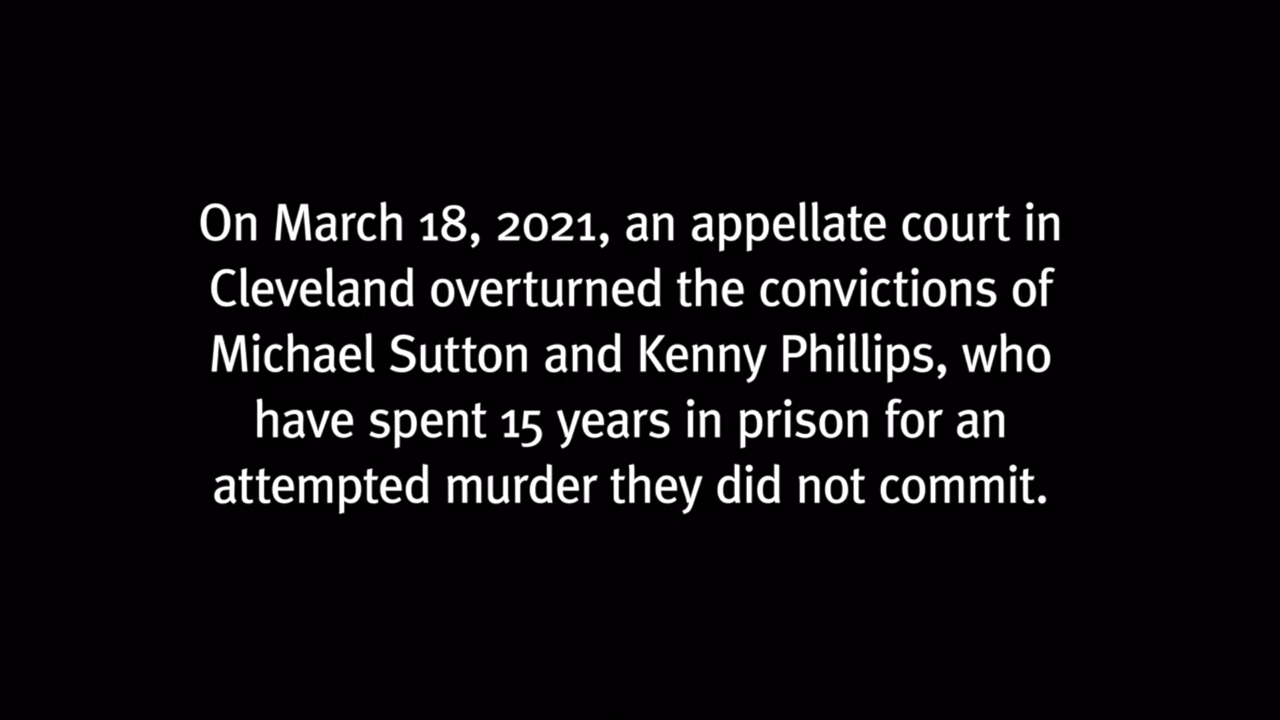 On March 18, 2021, an appellate court in
Cleveland overturned the convictions of
Michael Sutton and Kenny Phillips, who
have spent 15 years in prison for an
attempted murder they did not commit.